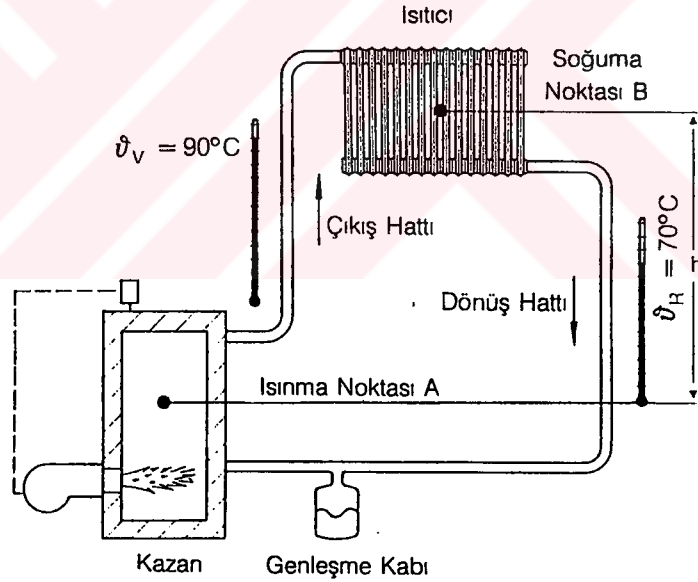 Isıtıcı
Soğuma
Noktası B
ϑV = 90°C
Çıkış Hattı
ϑR = 70°C
h
Dönüş Hattı
Isınma Noktası A
Kazan
Genleşme Kabı